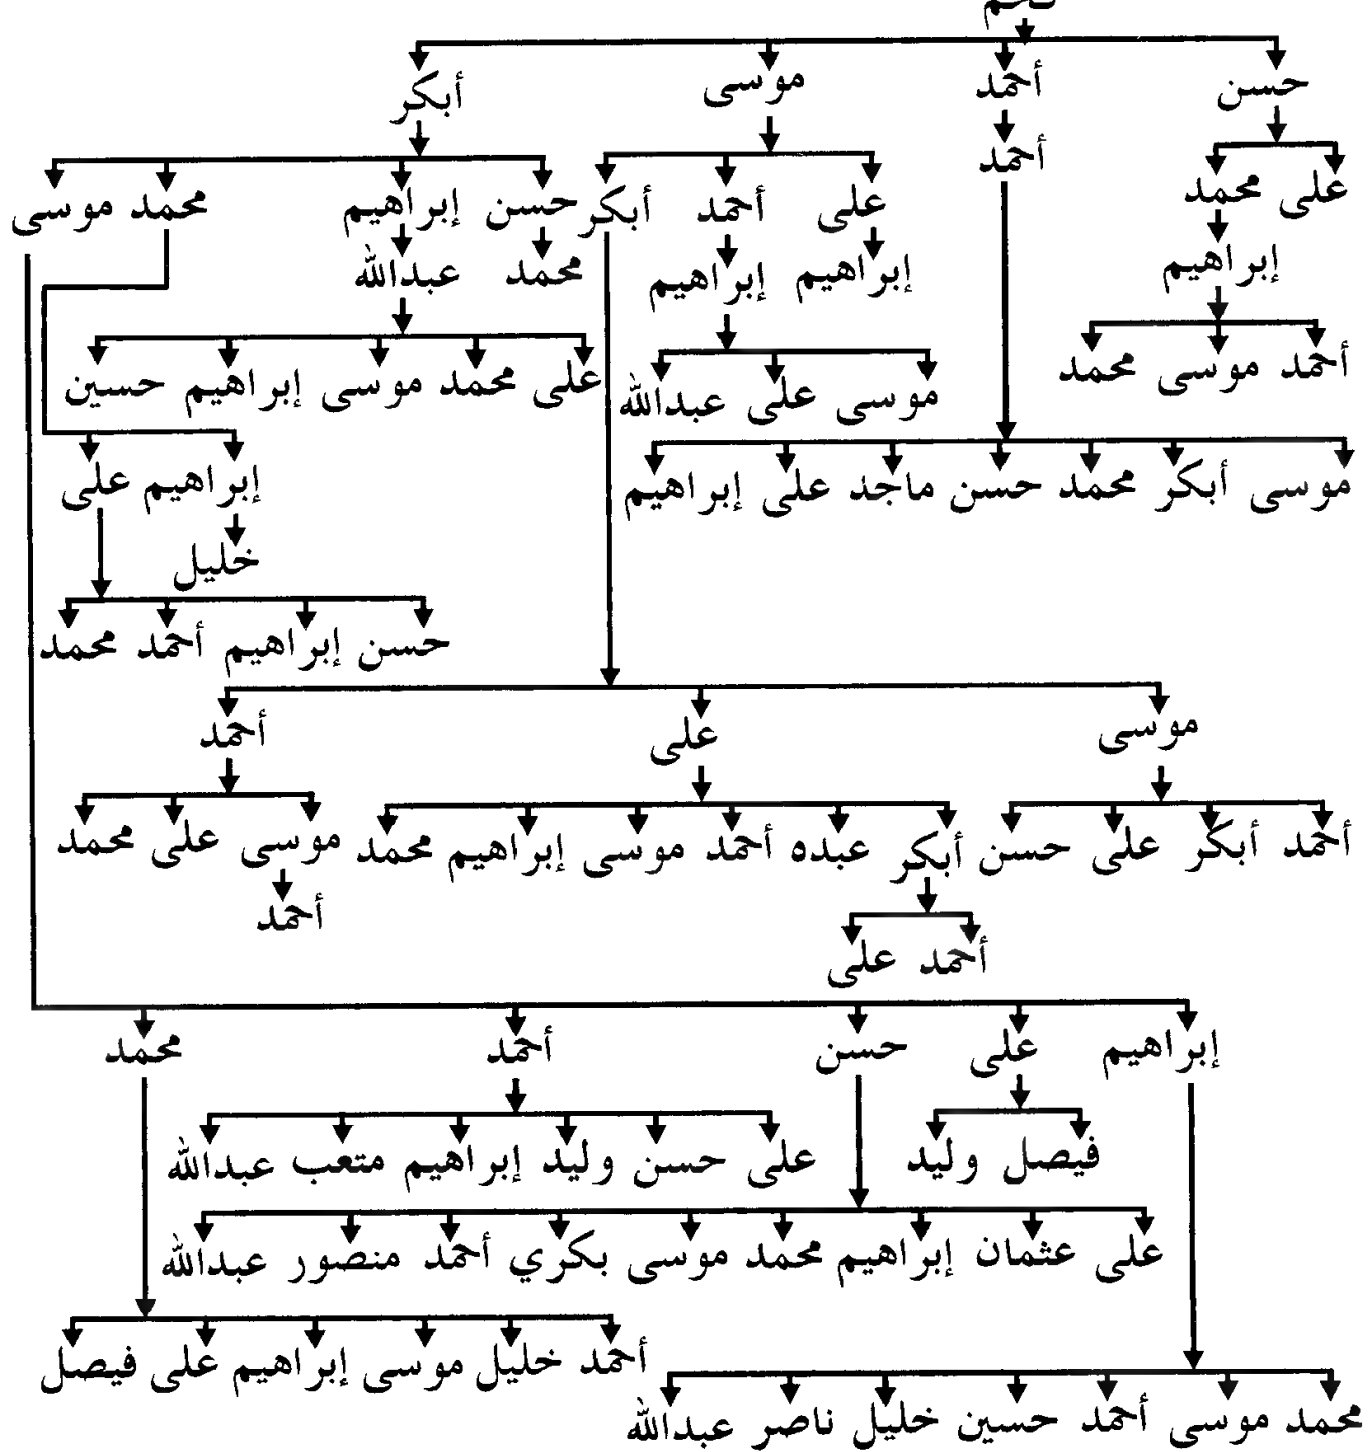 حسن أحمد موسى أبكر
أحمد
على محمد على أحمد أبكر حسن إبراهيم محمد موسى
إبراهيم إبراهيم إبراهيم محمد عبدالله
أحمد موسى محمد موسى على عبدالله على محمد موسى إبراهيم حسين
موسى أبكر محمد حسن ماجد على إبراهيم إبراهيم على
خليل
حسن إبراهيم أحمد محمد
موسى على أحمد
أحمد أبكر على حسن أبكر عبده أحمد موسى إبراهيم محمد موسى على محمد
أحمد
أحمد على
إبراهيم على حسن أحمد محمد
فيصل وليد على حسن وليد إبراهيم متعب عبدالله
على عثمان إبراهيم محمد موسى بكري أحمد منصور عبدالله
أحمد خليل موسى إبراهيم على فيصل
محمد موسى أحمد حسين خليل ناصر عبدالله